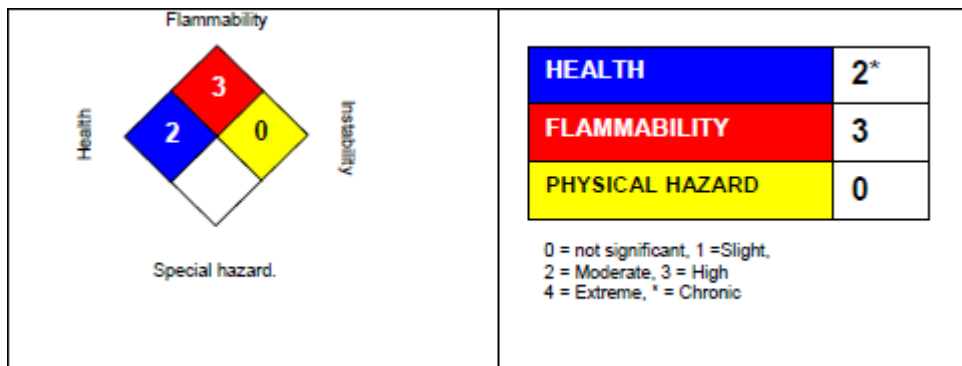 Flammability
3
Health
2
0
Instability
Special hazard.
HEALTH 2*
FLAMMABILITY 3
PHYSICAL HAZARD 0
0 = not significant, 1 =Slight,
2 = Moderate, 3 = High
4 = Extreme, * = Chronic